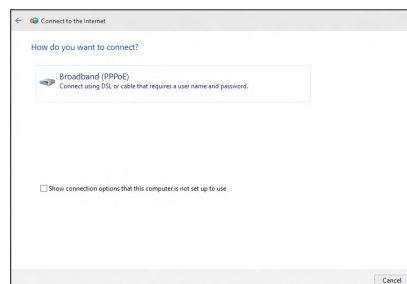 Connect to the Internet
How do you want to connect?
Broadband (PPPoE)
Connect using DSL or cable that requires a user name and password.
Show connection options that this computer is not set up to use
Cancel